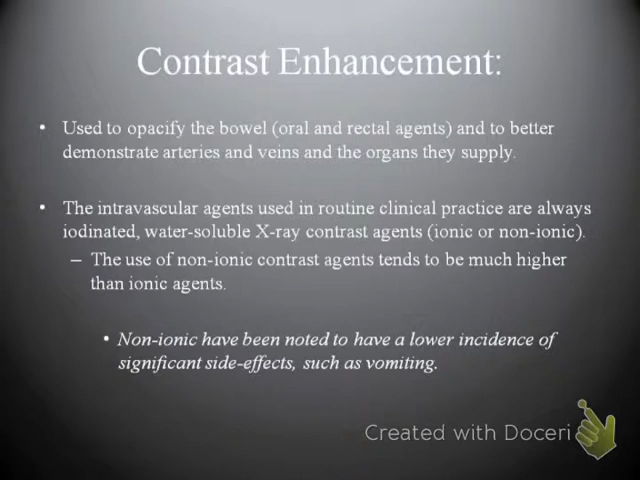 Contrast Enhancement:
• Used to opacify the bowel (oral and rectal agents) and to better
demonstrate arteries and veins and the organs they supply.
• The intravascular agents used in routine clinical practice are always
iodinated, water-soluble X-ray contrast agents (ionic or non-ionic).
– The use of non-ionic contrast agents tends to be much higher
than ionic agents.
• Non-ionic have been noted to have a lower incidence of
significant side-effects, such as vomiting.
Created with Doceri